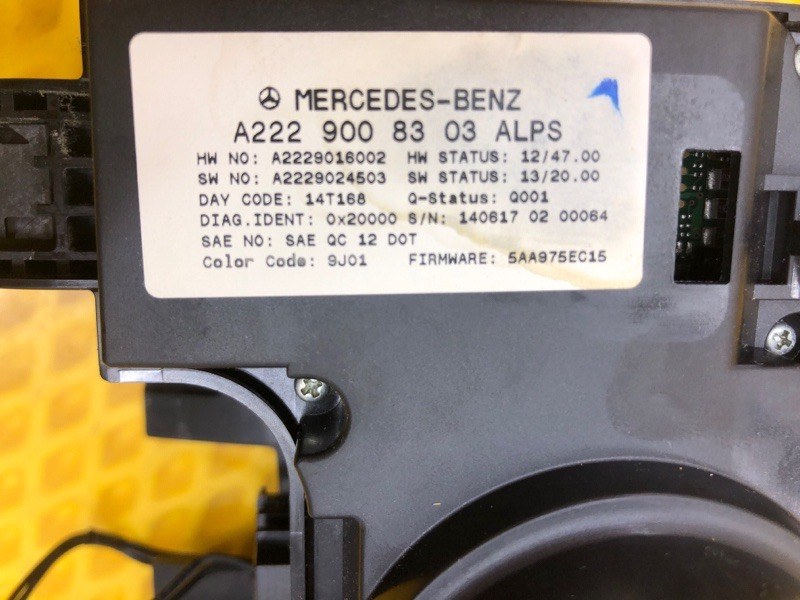 MERCEDES-BENZ
A222 900 83 03 ALPS
HW NO: A2229016002 HW STATUS: 12/47.00
SW NO: A2229024503 SW STATUS: 13/20.00
DAY CODE: 14T168 Q-Status: Q001
DIAG.IDENT: 0x20000 S/N: 140617 02 00064
SAE NO: SAE QC 12 DOT
Color Code: 9J01 FIRMWARE: 5AA975EC15